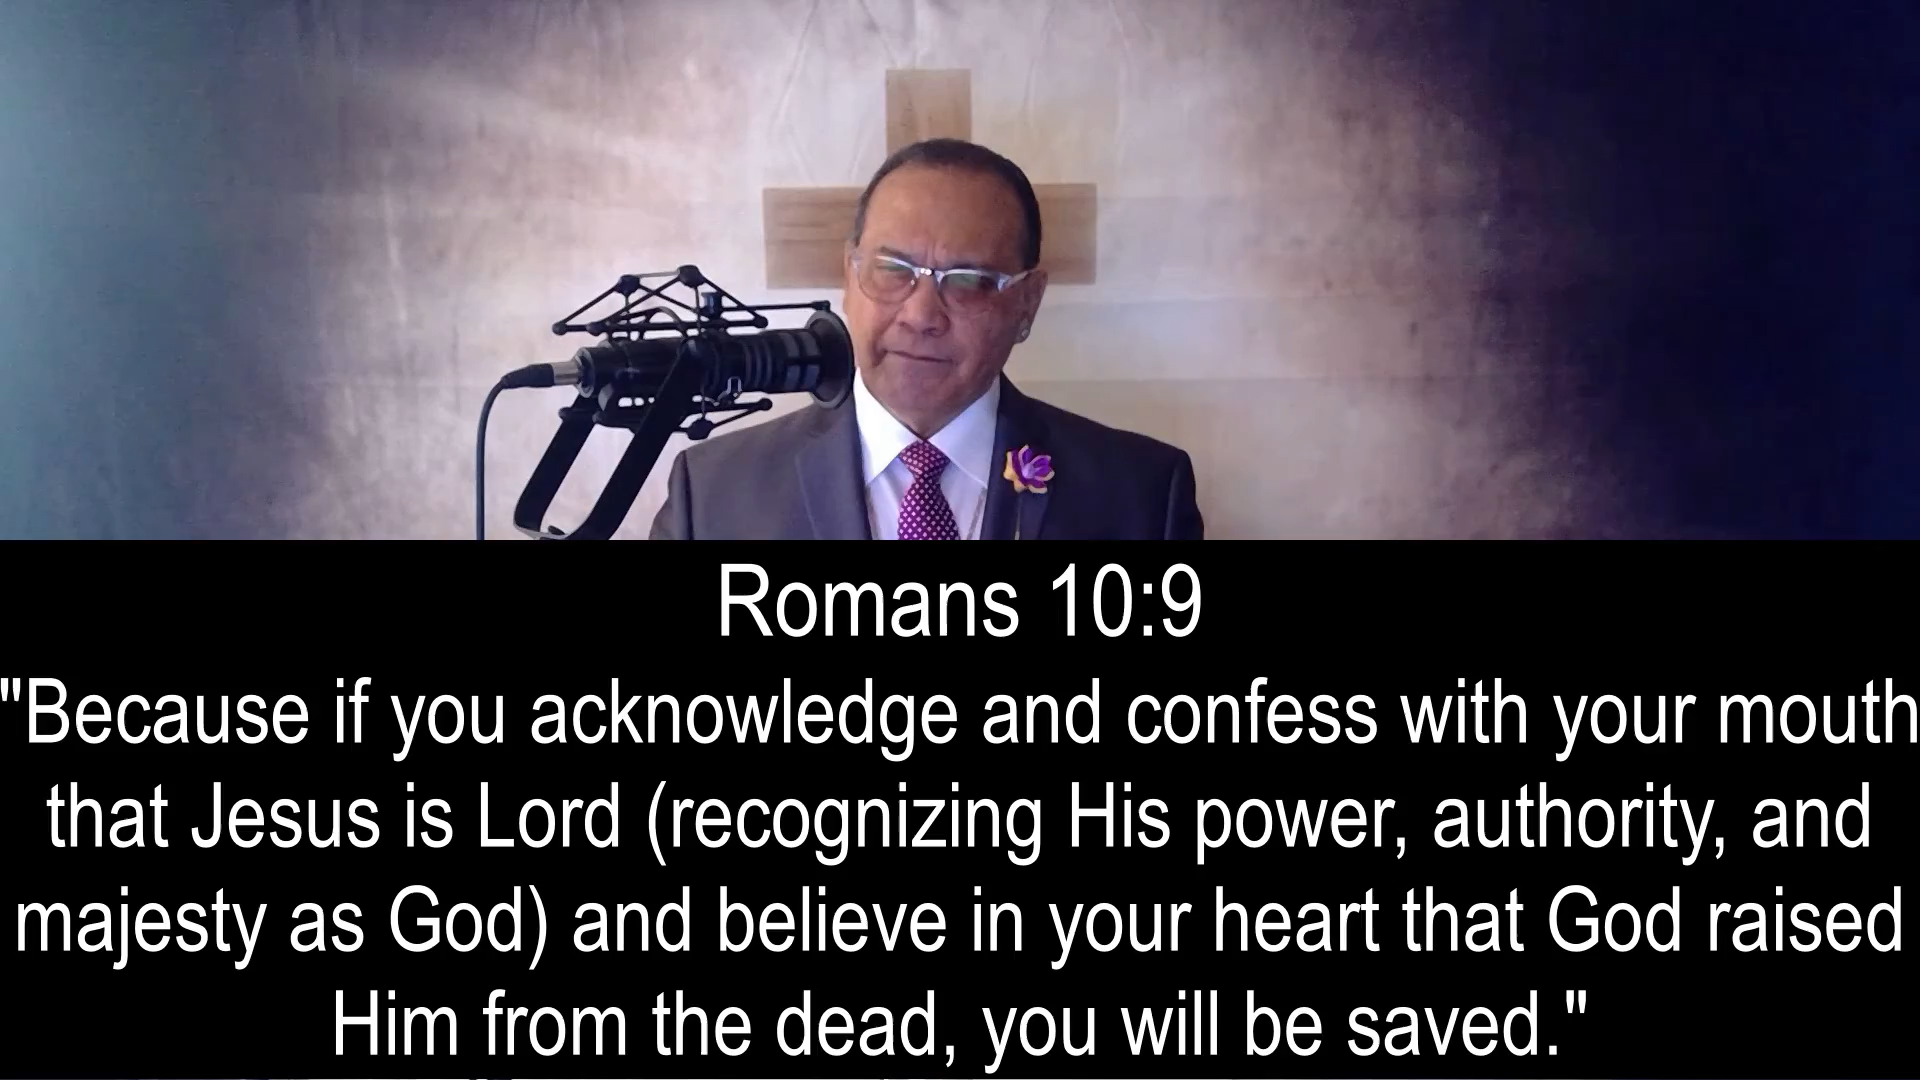 Romans 10:9
"Because if you acknowledge and confess with your mouth
that Jesus is Lord (recognizing His power, authority, and
majesty as God) and believe in your heart that God raised
Him from the dead, you will be saved."